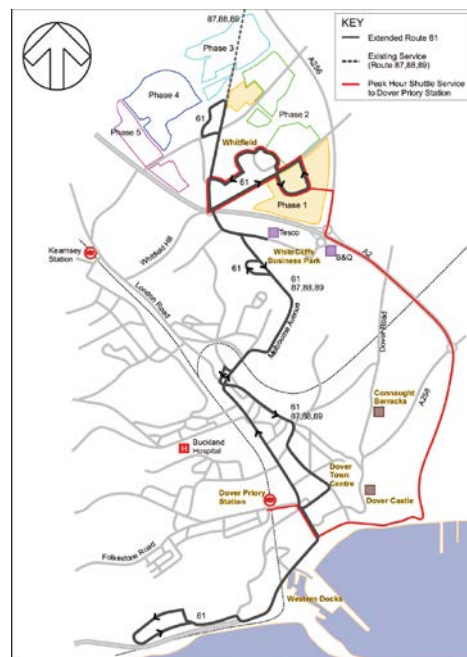 KEY
Extended Route 61
Existing Service
(Route 87,88,89)
Peak Hour Shuttle Service
to Dover Priory Station
87,88,89
Phase 3
A256
Phase 4
Phase 2
Phase 5
61
Whitfield
61
Phase 1
Tesco
Whitfield Hill
White Cliffs
Business Park
B&Q
A2
Kearnsey
Station
London Road
61
61
87,88,89
Melbourne Avenue
Dover Road
A258
Connaught
Barracks
61
87,88,89
H
Buckland
Hospital
Dover
Town
Centre
Dover Castle
Dover Priory
Station
Folkestone Road
Western Docks
61